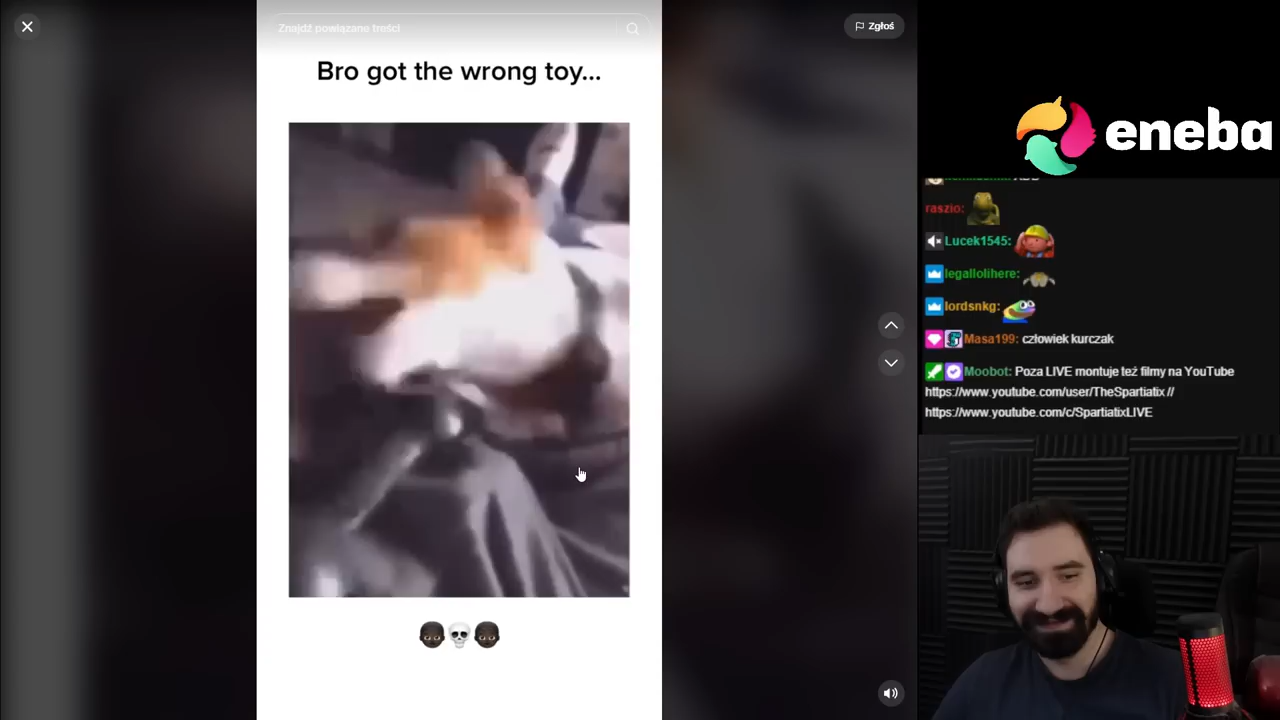 Znajdź powiązane treści
Zgłoś
Bro got the wrong toy...
eneba
raszio:
Lucek1545:
legallolihere:
lordsnkg:
Masa199: człowiek kurczak
Moobot: Poza LIVE montuje też filmy na YouTube
https://www.youtube.com/user/TheSpartiatix //
https://www.youtube.com/c/SpartiatixLIVE